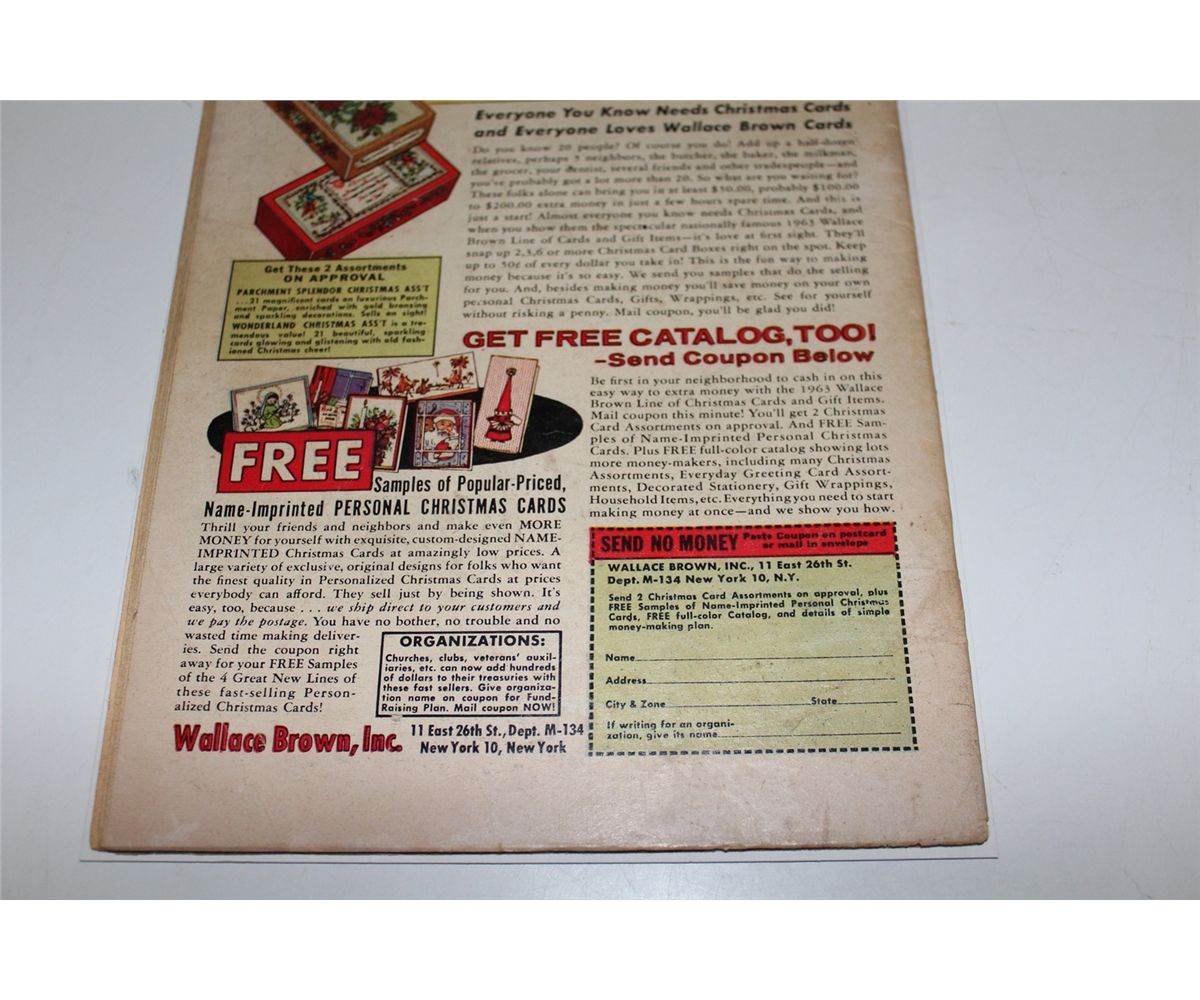 Everyone You Know Needs Christmas Cards
and Everyone Loves Wallace Brown Cards
Do you know 20 people? Of course you do! Add up a half-dozen
relatives, perhaps 5 neighbors, the butcher, the baker, the milkman,
the grocer, your dentist, several friends and other tradespeople—and
you've probably got a lot more than 20. So what are you waiting for?
These folks alone can bring you in at least $50.00, probably $100.00
to $200.00 extra money in just a few hours spare time. And this is
just a start! Almost everyone you know needs Christmas Cards, and
when you show them the spectacular nationally famous 1963 Wallace
Brown Line of Cards and Gift Items—it's love at first sight. They'll
snap up 2,3,6 or more Christmas Card Boxes right on the spot. Keep
up to 50¢ of every dollar you take in! This is the fun way to making
money because it's so easy. We send you samples that do the selling
for you. And, besides making money you'll save money on your own
personal Christmas Cards, Gifts, Wrappings, etc. See for yourself
without risking a penny. Mail coupon, you'll be glad you did!
Get These 2 Assortments
ON APPROVAL
PARCHMENT SPLENDOR CHRISTMAS ASS'T
...21 magnificent cards on luxurious Parch-
ment Paper, enriched with gold bronzing
and sparkling decorations. Sells on sight!
WONDERLAND CHRISTMAS ASS'T is a tre-
mendous value! 21 beautiful, sparkling
cards glowing and glistening with old fash-
ioned Christmas cheer!
GET FREE CATALOG,TOO!
–Send Coupon Below
Be first in your neighborhood to cash in on this
easy way to extra money with the 1963 Wallace
Brown Line of Christmas Cards and Gift Items.
Mail coupon this minute! You'll get 2 Christmas
Card Assortments on approval. And FREE Sam-
ples of Name-Imprinted Personal Christmas
Cards. Plus FREE full-color catalog showing lots
more money-makers, including many Christmas
Assortments, Everyday Greeting Card Assort-
ments, Decorated Stationery, Gift Wrappings,
Household Items, etc. Everything you need to start
making money at once—and we show you how.
FREE
Samples of Popular-Priced,
Name-Imprinted PERSONAL CHRISTMAS CARDS
Thrill your friends and neighbors and make even MORE
MONEY for yourself with exquisite, custom-designed NAME-
IMPRINTED Christmas Cards at amazingly low prices. A
large variety of exclusive, original designs for folks who want
the finest quality in Personalized Christmas Cards at prices
everybody can afford. They sell just by being shown. It's
easy, too, because . . . we ship direct to your customers and
we pay the postage. You have no bother, no trouble and no
wasted time making deliver-
ies. Send the coupon right
away for your FREE Samples
of the 4 Great New Lines of
these fast-selling Person-
alized Christmas Cards!
ORGANIZATIONS:
Churches, clubs, veterans' auxil-
iaries, etc. can now add hundreds
of dollars to their treasuries with
these fast sellers. Give organiza-
tion name on coupon for Fund-
Raising Plan. Mail coupon NOW!
Wallace Brown, Inc.
11 East 26th St., Dept. M-134
New York 10, New York
SEND NO MONEY Paste Coupon on postcard
or mail in envelope
WALLACE BROWN, INC., 11 East 26th St.
Dept. M-134 New York 10, N.Y.
Send 2 Christmas Card Assortments on approval, plus
FREE Samples of Name-Imprinted Personal Christmas
Cards, FREE full-color Catalog, and details of simple
money-making plan.
Name
Address
City & Zone State
If writing for an organi-
zation, give its name